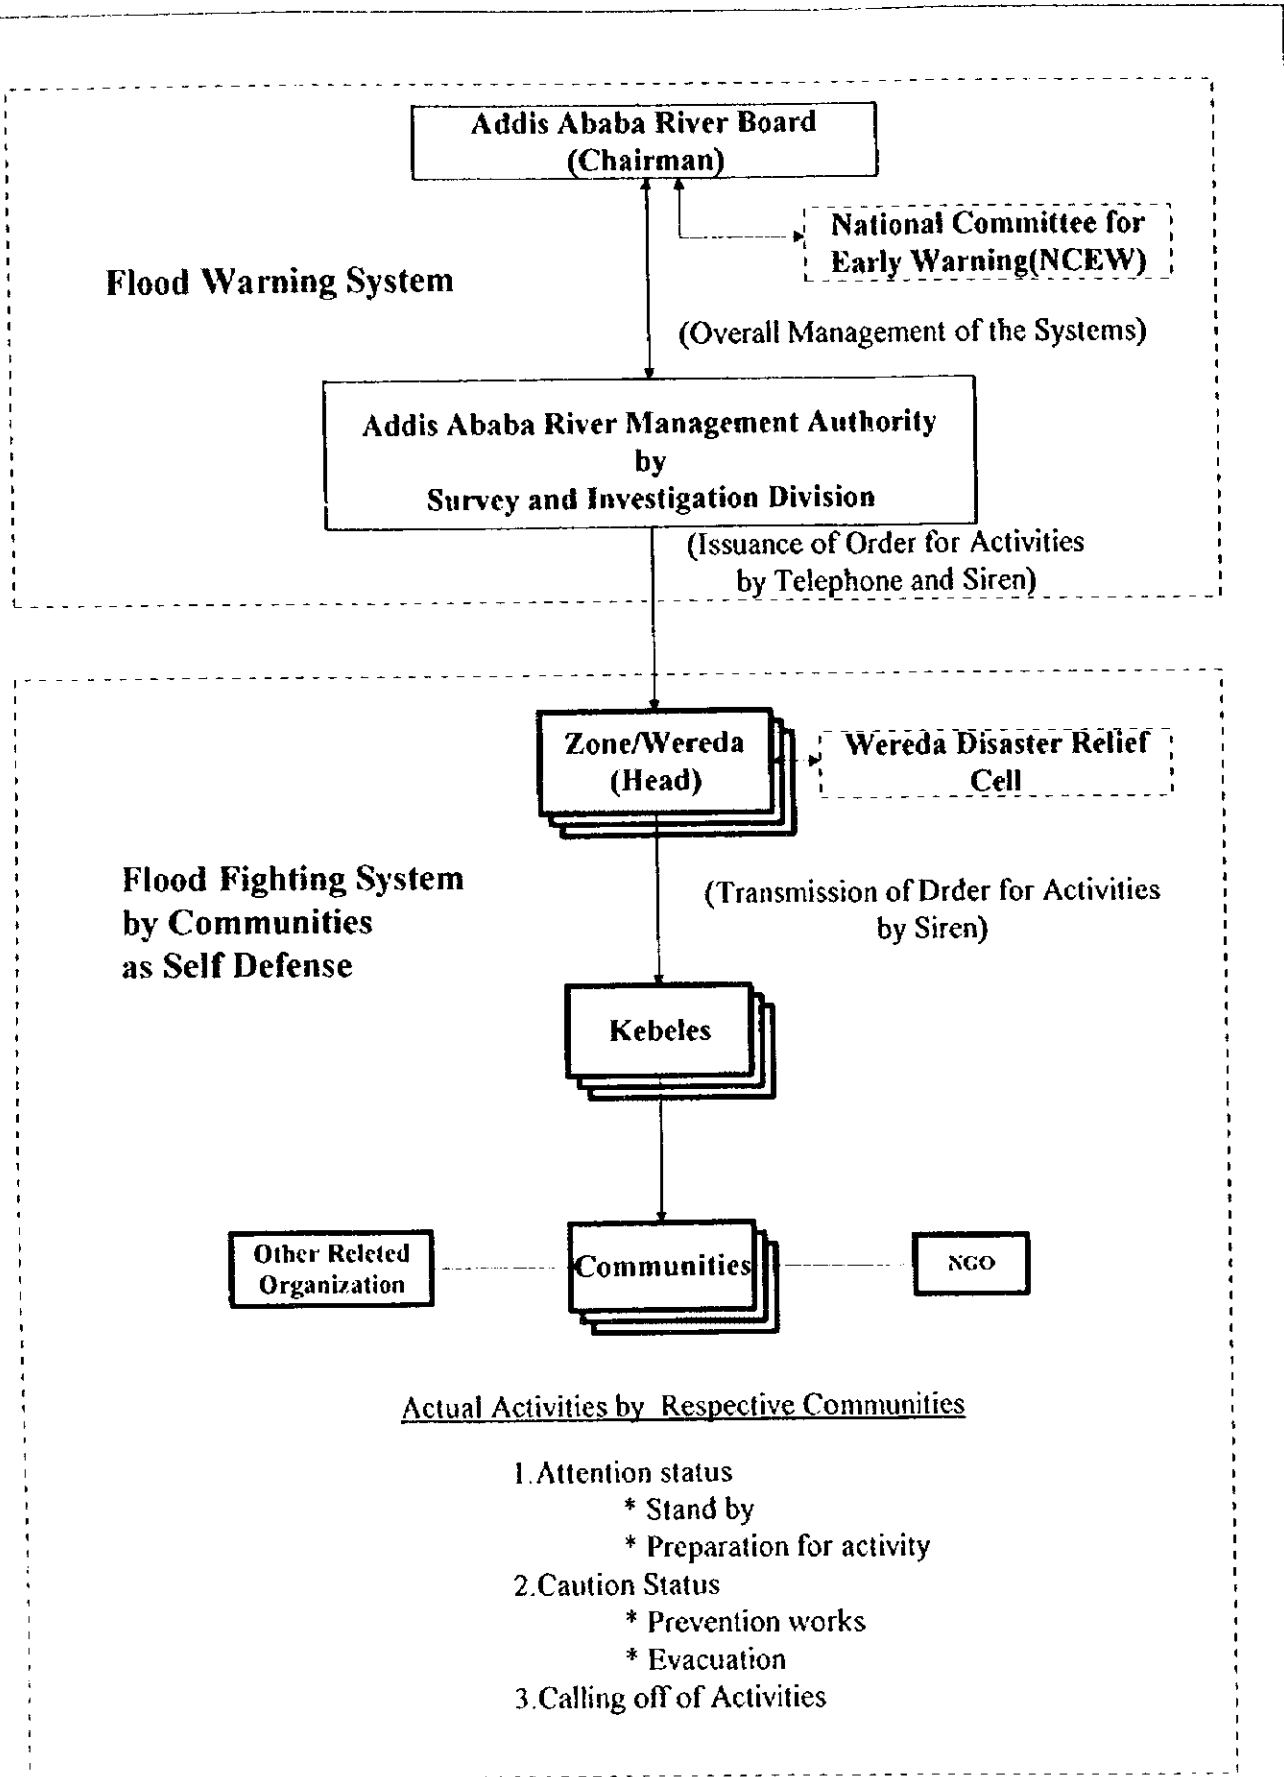 Addis Ababa River Board
(Chairman)
National Committee for
Early Warning(NCEW)
Flood Warning System
(Overall Management of the Systems)
Addis Ababa River Management Authority
by
Survey and Investigation Division
(Issuance of Order for Activities
by Telephone and Siren)
Zone/Wereda
(Head)
Wereda Disaster Relief
Cell
Flood Fighting System
by Communities
as Self Defense
(Transmission of Drder for Activities
by Siren)
Kebeles
Other Releted
Organization
Communities
NGO
Actual Activities by Respective Communities
1.Attention status
* Stand by
* Preparation for activity
2.Caution Status
* Prevention works
* Evacuation
3.Calling off of Activities